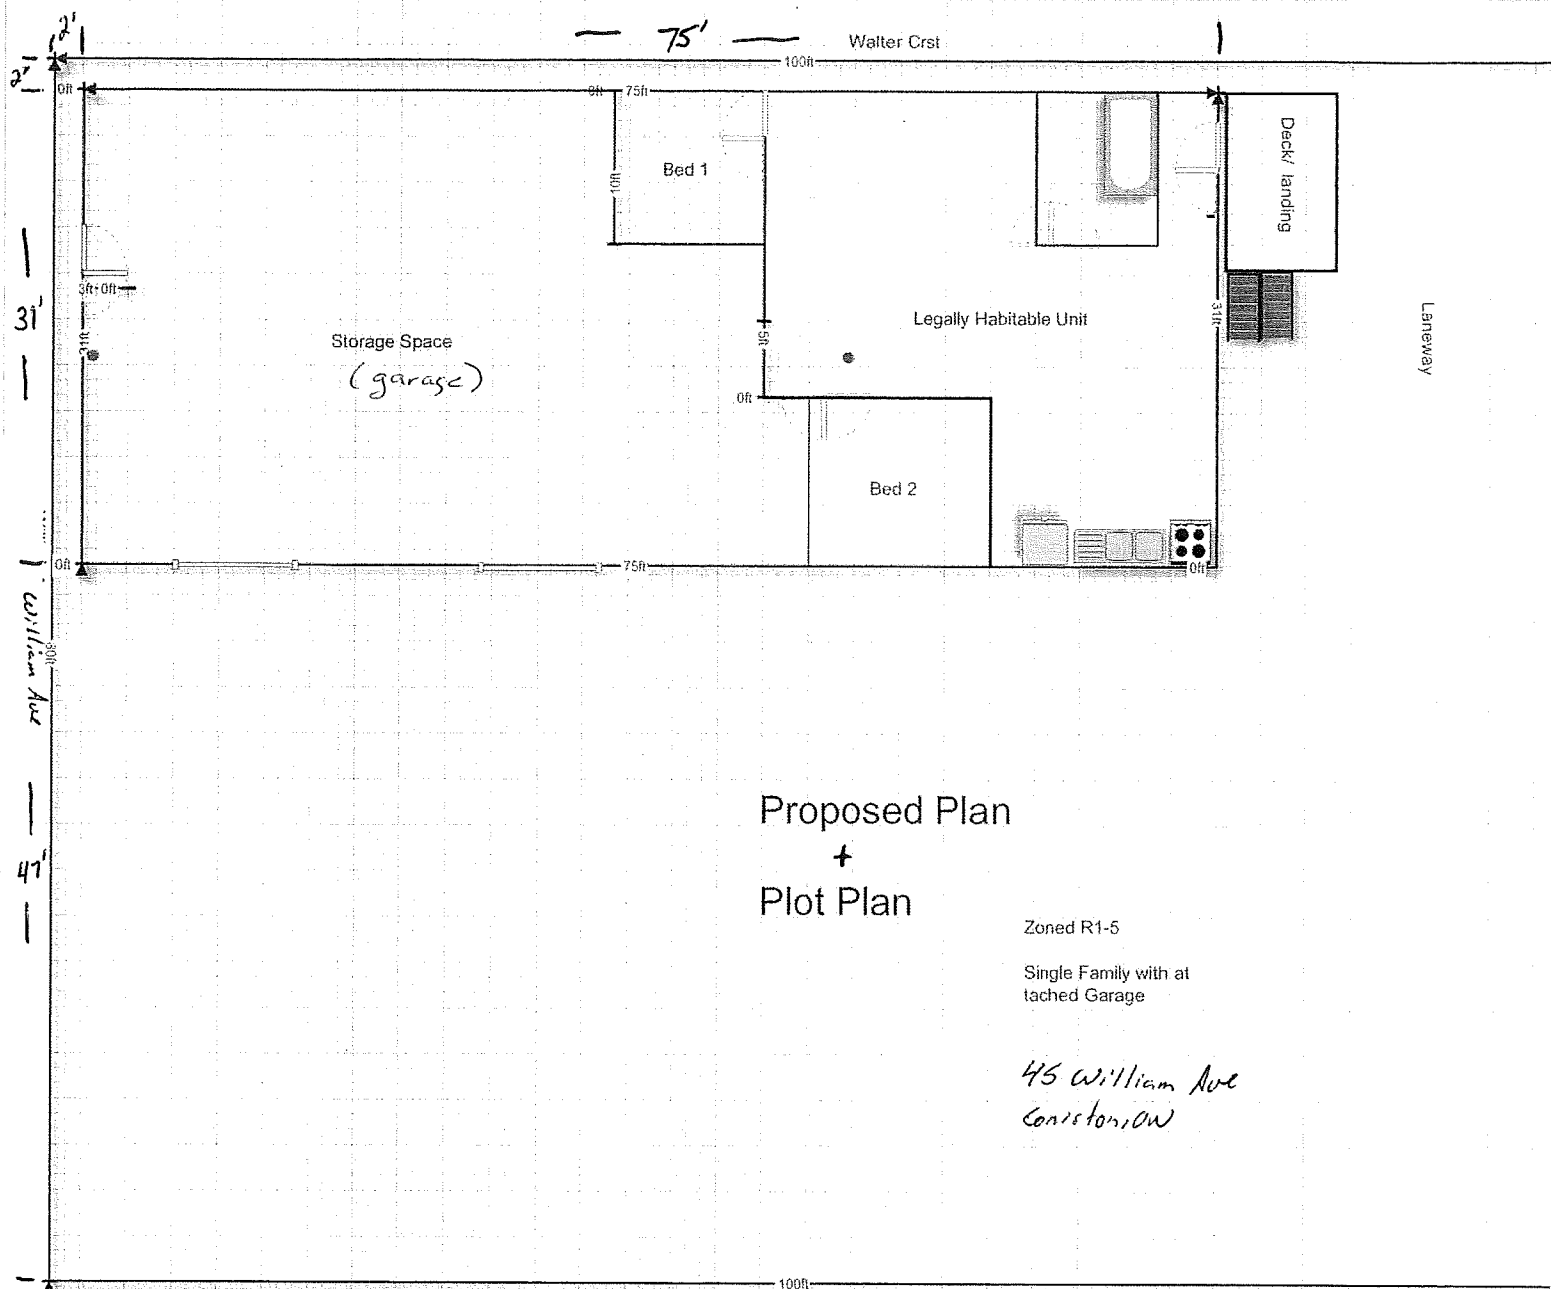 2'
75'
Walter Crst
100ft
2'
0ft
0ft
75ft
Bed 1
10ft
Deck/ landing
3ft
0ft
31'
31ft
Storage Space
(garage)
Legally Habitable Unit
5ft
31ft
Laneway
0ft
Bed 2
0ft
75ft
0ft
William Ave
80ft
47'
Proposed Plan
+
Plot Plan
Zoned R1-5
Single Family with at
tached Garage
45 William Ave
Coniston, ON
100ft